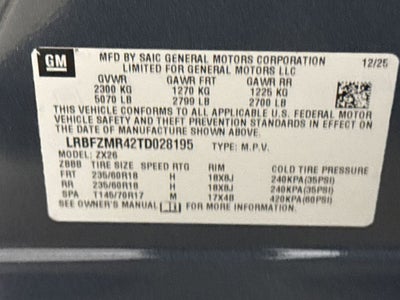 GM
MFD BY SAIC GENERAL MOTORS CORPORATION 12/25
LIMITED FOR GENERAL MOTORS LLC
GVWR GAWR FRT GAWR RR
2300 KG 1270 KG 1225 KG
5070 LB 2799 LB 2700 LB
THIS VEHICLE CONFORMS TO ALL APPLICABLE U.S. FEDERAL MOTOR
VEHICLE SAFETY AND THEFT PREVENTION STANDARDS IN EFFECT ON
THE DATE OF MANUFACTURE SHOWN ABOVE.
LRBFZMR42TD028195 TYPE: M.P.V.
MODEL: ZX26
ZBBB TIRE SIZE SPEED RTG RIM COLD TIRE PRESSURE
FRT 235/60R18 H 18X8J 240KPA(35PSI)
RR 235/60R18 H 18X8J 240KPA(35PSI)
SPA T145/70R17 M 17X4B 420KPA(60PSI)
SEE OWNER'S MANUAL FOR MORE INFORMATION.